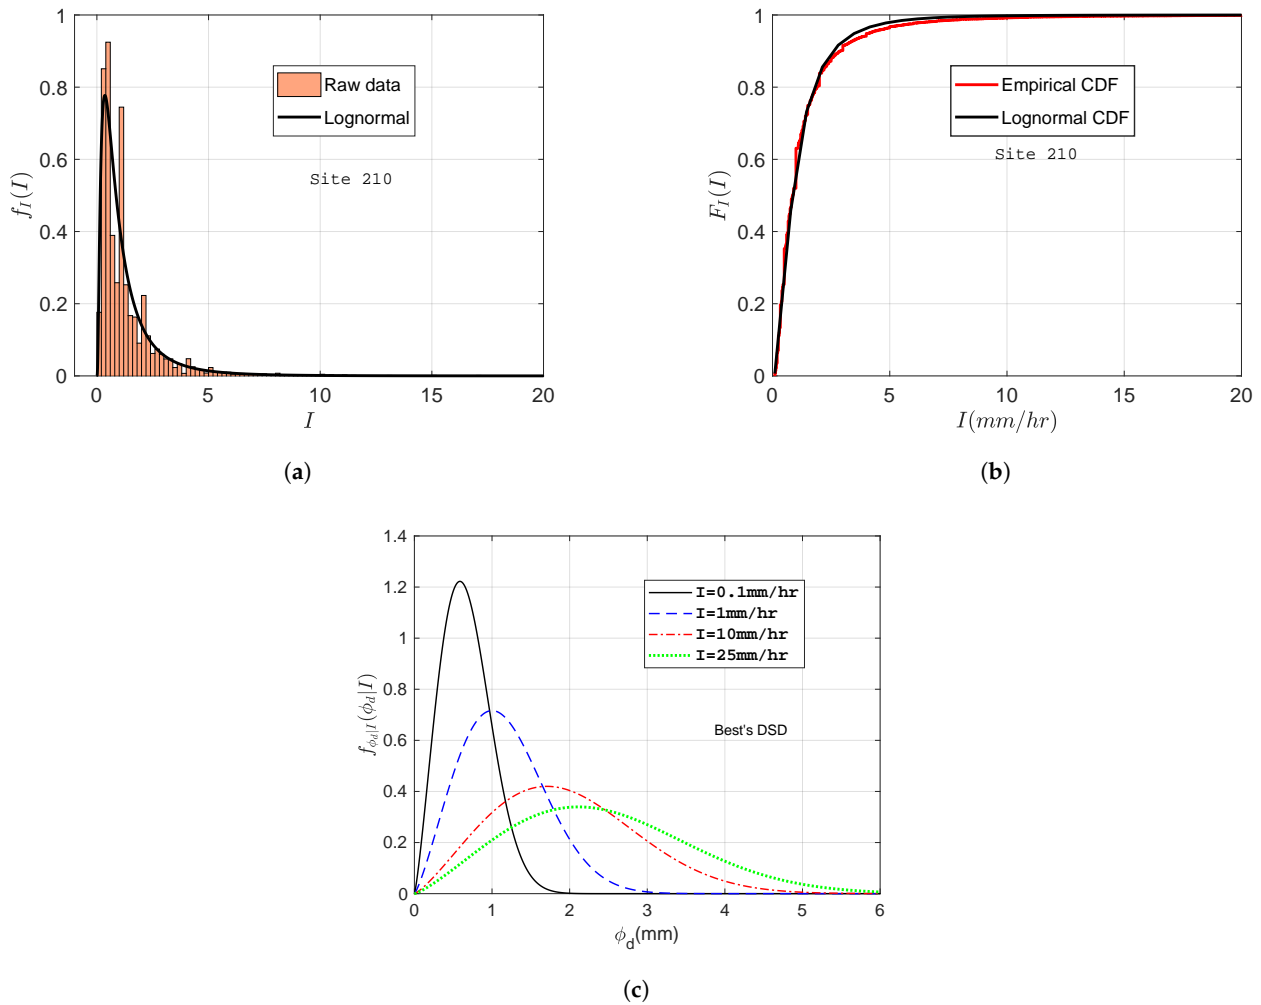 1
0.8
0.6
0.4
0.2
0
f_I(I)
Raw data
Lognormal
Site 210
0 5 10 15 20
I
(a)
1
0.8
0.6
0.4
0.2
0
F_I(I)
Empirical CDF
Lognormal CDF
Site 210
0 5 10 15 20
I(mm/hr)
(b)
1.4
1.2
1
0.8
0.6
0.4
0.2
0
f_{ϕ_d|I}(ϕ_d|I)
I=0.1mm/hr
I=1mm/hr
I=10mm/hr
I=25mm/hr
Best's DSD
0 1 2 3 4 5 6
ϕ_d(mm)
(c)